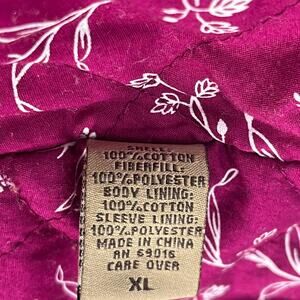 SHELL:
100%COTTON
FIBERFILL:
100%POLYESTER
BODY LINING:
100%COTTON
SLEEVE LINING:
100%POLYESTER
MADE IN CHINA
RN 69016
CARE OVER
XL